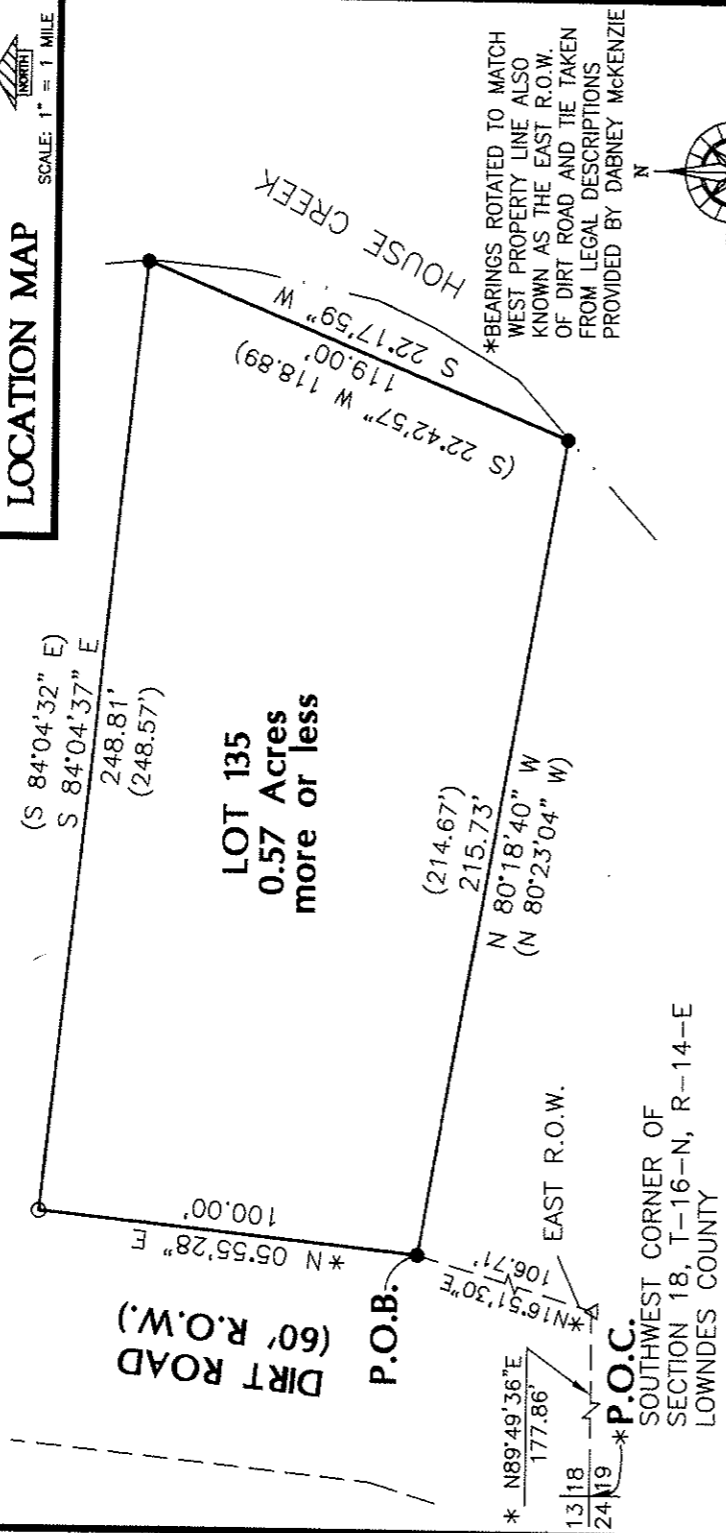 LOCATION MAP
NORTH
SCALE: 1" = 1 MILE
(S 84°04'32" E)
S 84°04'37" E
248.81'
(248.57')
HOUSE CREEK
S 22°17'59" W
119.00'
(S 22°42'57" W 118.89)
*BEARINGS ROTATED TO MATCH
WEST PROPERTY LINE ALSO
KNOWN AS THE EAST R.O.W.
OF DIRT ROAD AND TIE TAKEN
FROM LEGAL DESCRIPTIONS
PROVIDED BY DABNEY McKENZIE
N
LOT 135
0.57 Acres
more or less
(214.67')
215.73'
N 80°18'40" W
(N 80°23'04" W)
*N 05°55'28" E
100.00'
DIRT ROAD
(60' R.O.W.)
P.O.B.
*N16°51'30"E
106.71'
EAST R.O.W.
* N89°49'36"E
177.86'
13 18
24 19
*P.O.C.
SOUTHWEST CORNER OF
SECTION 18, T-16-N, R-14-E
LOWNDES COUNTY